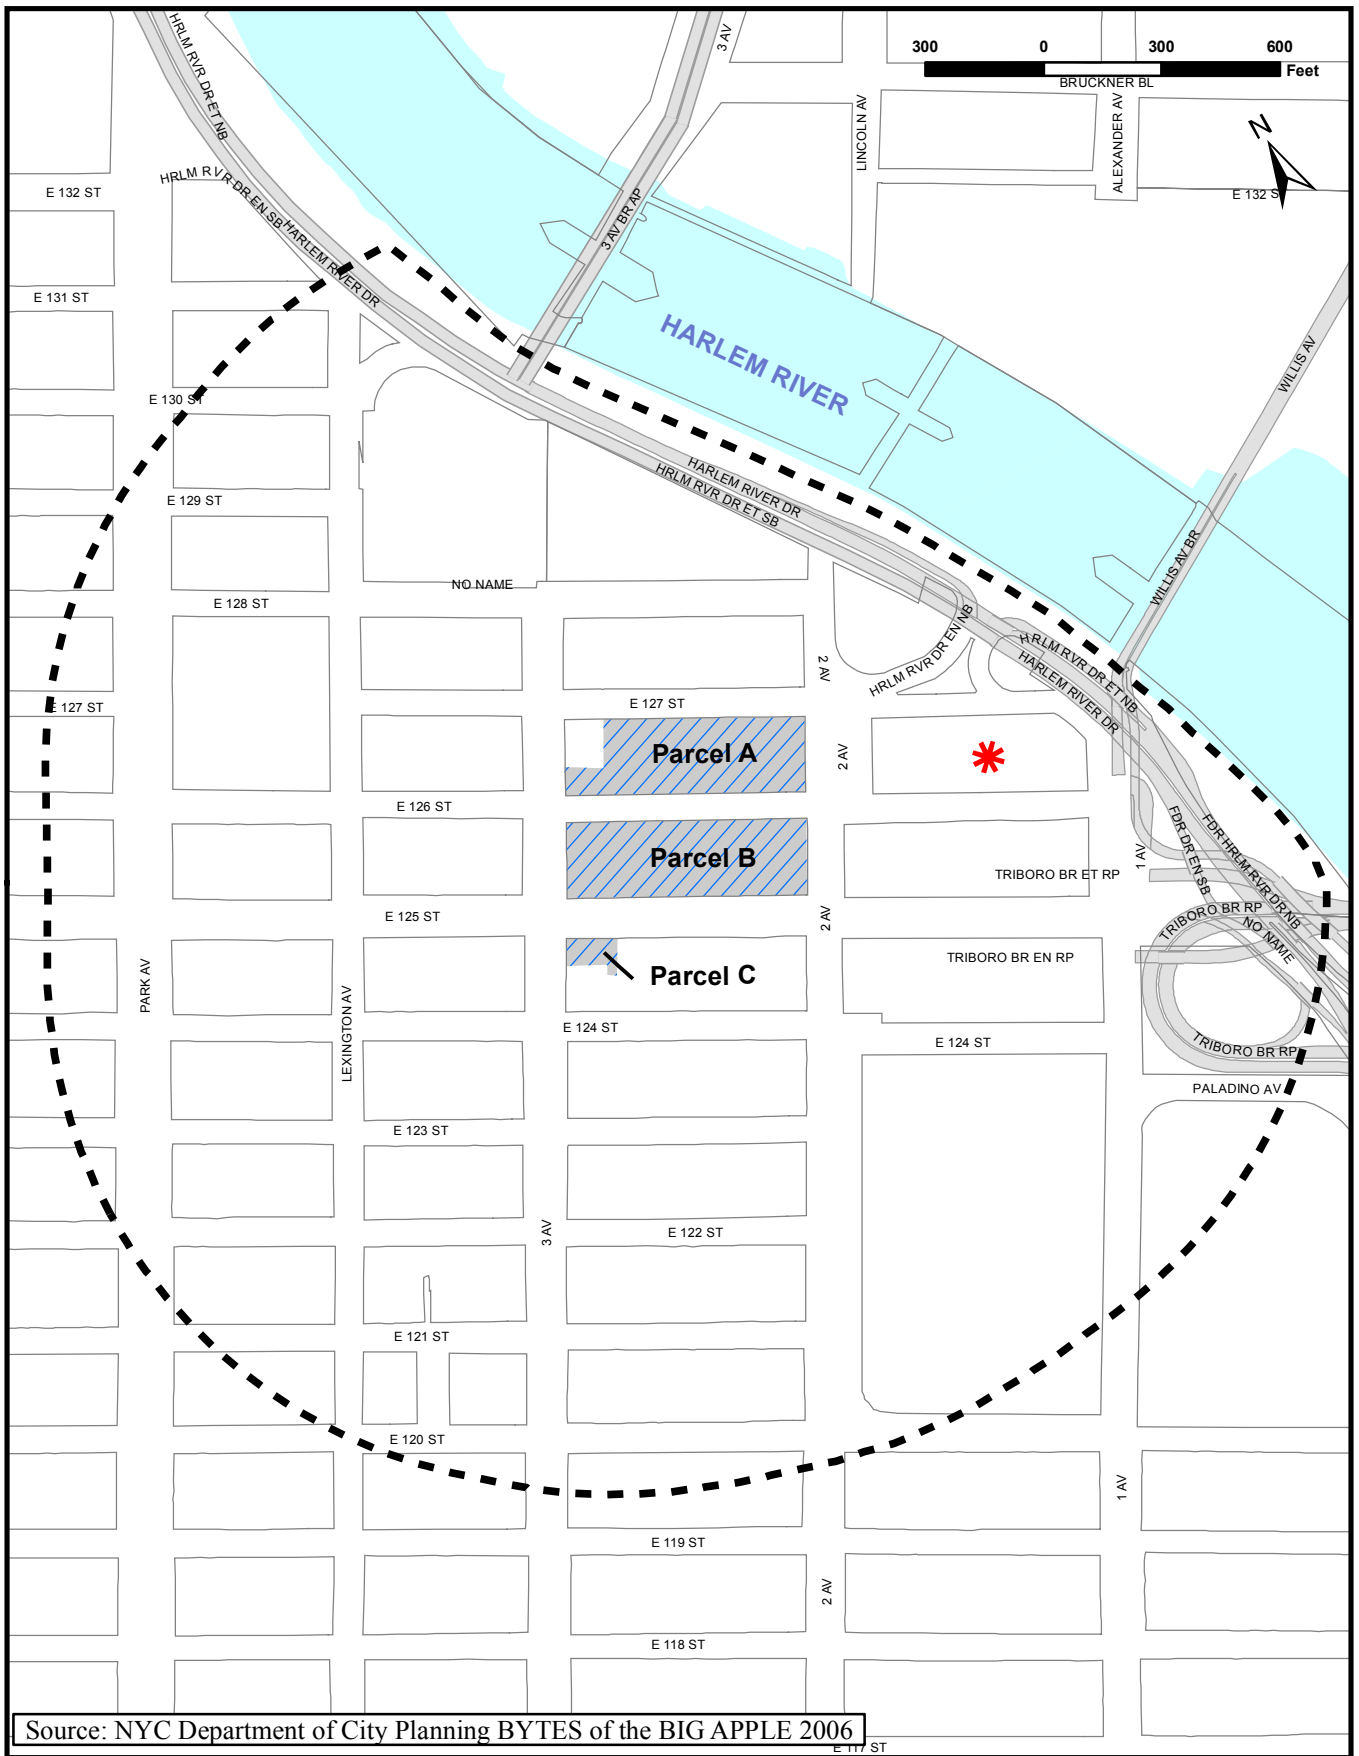 300 0 300 600
Feet
BRUCKNER BL
3 AV
HRLM RVR DR ET NB
LINCOLN AV
ALEXANDER AV
N
E 132 ST
HRLM RVR DR EN SB
E 132 S
3 AV BR AP
HARLEM RIVER DR
E 131 ST
HARLEM RIVER
WILLIS AV
E 130 ST
HARLEM RIVER DR
HRLM RVR DR ET SB
E 129 ST
WILLIS AV BR
NO NAME
E 128 ST
HRLM RVR DR EN NB
HRLM RVR DR ET NB
HARLEM RIVER DR
2 AV
E 127 ST
E 127 ST
Parcel A
2 AV
E 126 ST
Parcel B
1 AV
FDR DR EN SB
FDR HRLM RVR DR NB
TRIBORO BR ET RP
E 125 ST
2 AV
TRIBORO BR RP
NO NAME
TRIBORO BR EN RP
Parcel C
PARK AV
LEXINGTON AV
E 124 ST
E 124 ST
TRIBORO BR RP
PALADINO AV
E 123 ST
3 AV
E 122 ST
E 121 ST
E 120 ST
1 AV
E 119 ST
2 AV
E 118 ST
Source: NYC Department of City Planning BYTES of the BIG APPLE 2006
E 117 ST